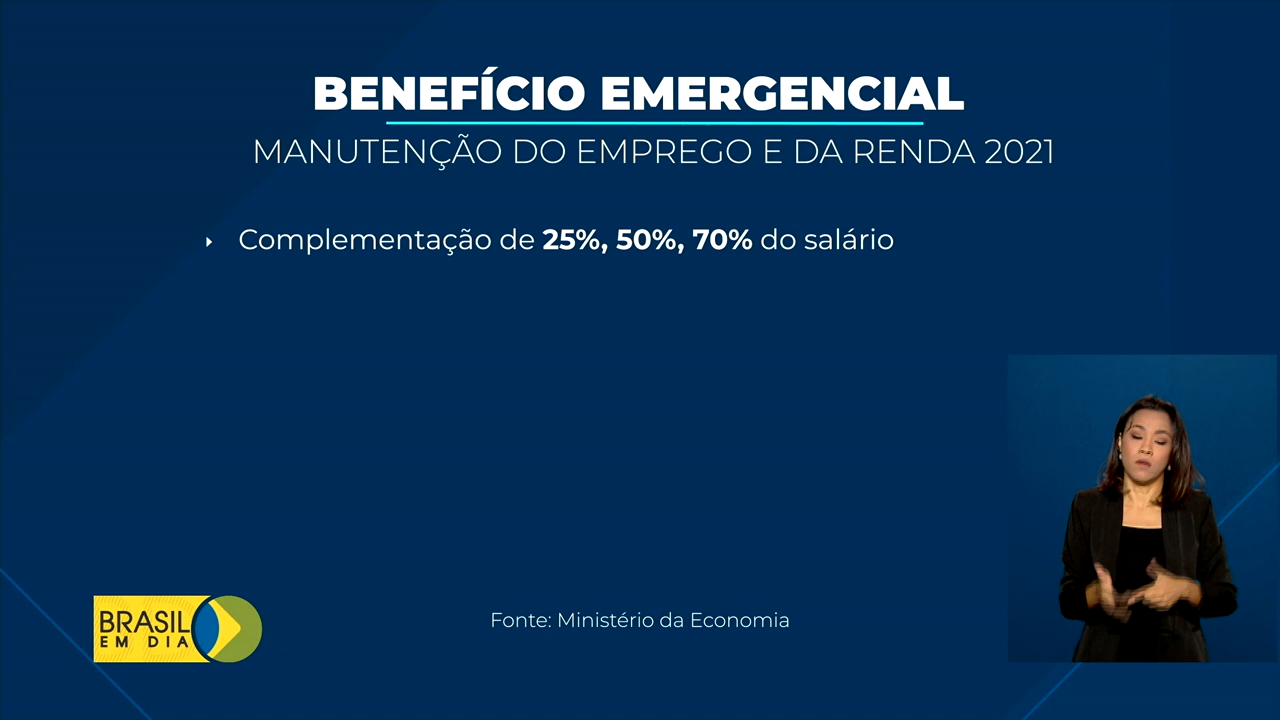 BENEFÍCIO EMERGENCIAL
MANUTENÇÃO DO EMPREGO E DA RENDA 2021
Complementação de 25%, 50%, 70% do salário
BRASIL
EM DIA
Fonte: Ministério da Economia